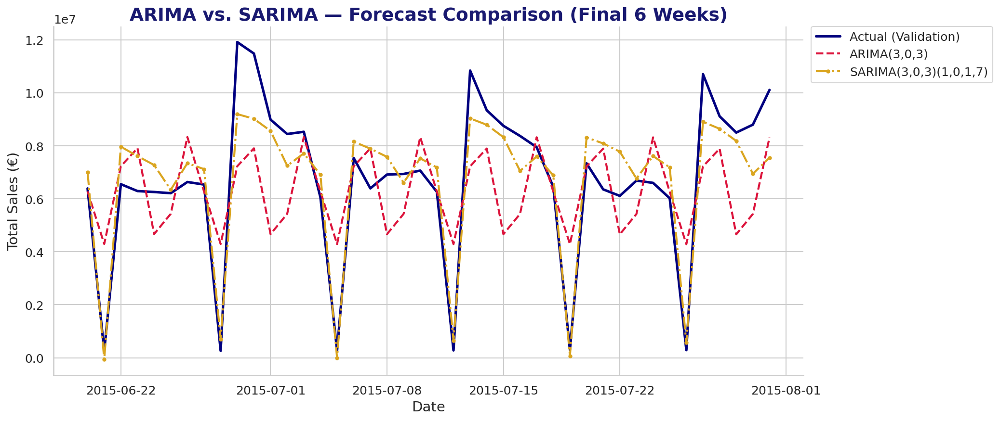 ARIMA vs. SARIMA — Forecast Comparison (Final 6 Weeks)
1e7
Actual (Validation)
ARIMA(3,0,3)
SARIMA(3,0,3)(1,0,1,7)
1.2
1.0
0.8
0.6
0.4
0.2
0.0
Total Sales (€)
2015-06-22 2015-07-01 2015-07-08 2015-07-15 2015-07-22 2015-08-01
Date